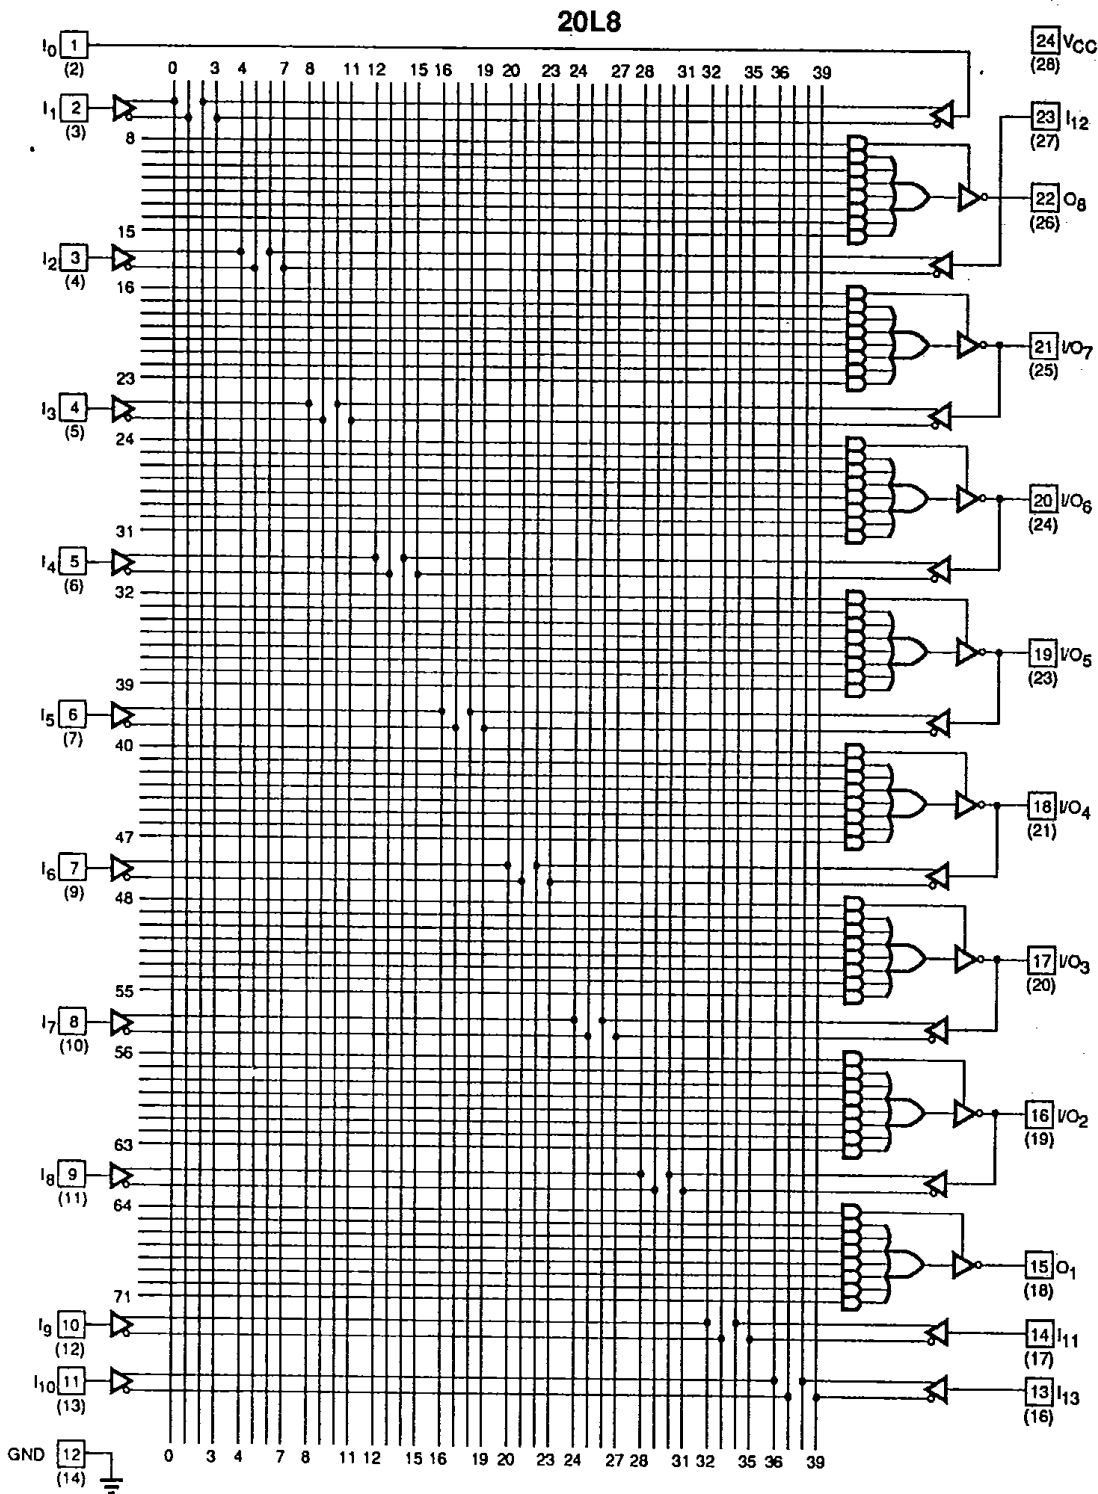 20L8
I0 1 24 VCC
(2) (28)
0 3 4 7 8 11 12 15 16 19 20 23 24 27 28 31 32 35 36 39
I1 2 23 I12
(3) (27)
8
22 O8
(26)
15
I2 3
(4)
16
21 I/O7
(25)
23
I3 4
(5)
24
20 I/O6
(24)
31
I4 5
(6)
32
19 I/O5
(23)
39
I5 6
(7)
40
18 I/O4
(21)
47
I6 7
(9)
48
17 I/O3
(20)
55
I7 8
(10)
56
16 I/O2
(19)
63
I8 9
(11)
64
15 O1
(18)
71
I9 10 14 I11
(12) (17)
I10 11 13 I13
(13) (16)
GND 12 0 3 4 7 8 11 12 15 16 19 20 23 24 27 28 31 32 35 36 39
(14)